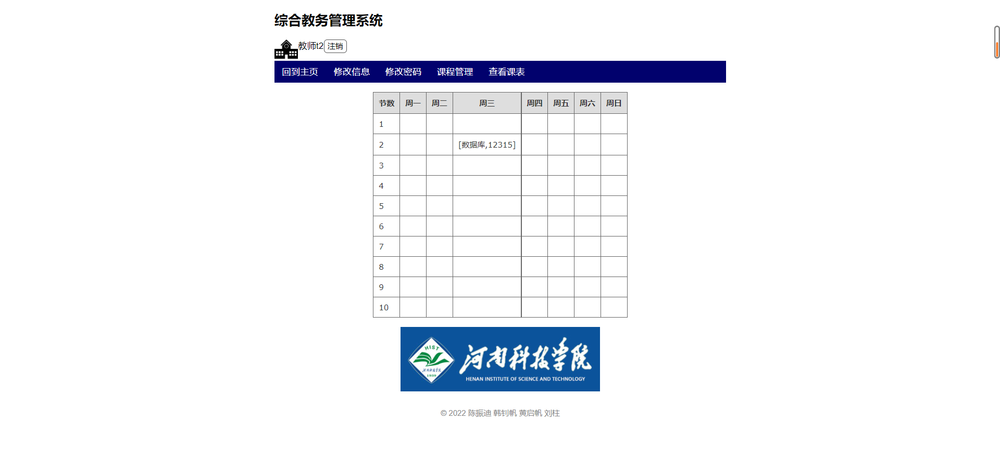 综合教务管理系统
教师t2 注销
回到主页 修改信息 修改密码 课程管理 查看课表
节数 周一 周二 周三 周四 周五 周六 周日
1
2 [数据库,12315]
3
4
5
6
7
8
9
10
HIST
河南科技学院
1939
河南科技学院
HENAN INSTITUTE OF SCIENCE AND TECHNOLOGY
© 2022 陈振迪 韩钊帆 黄启帆 刘柱